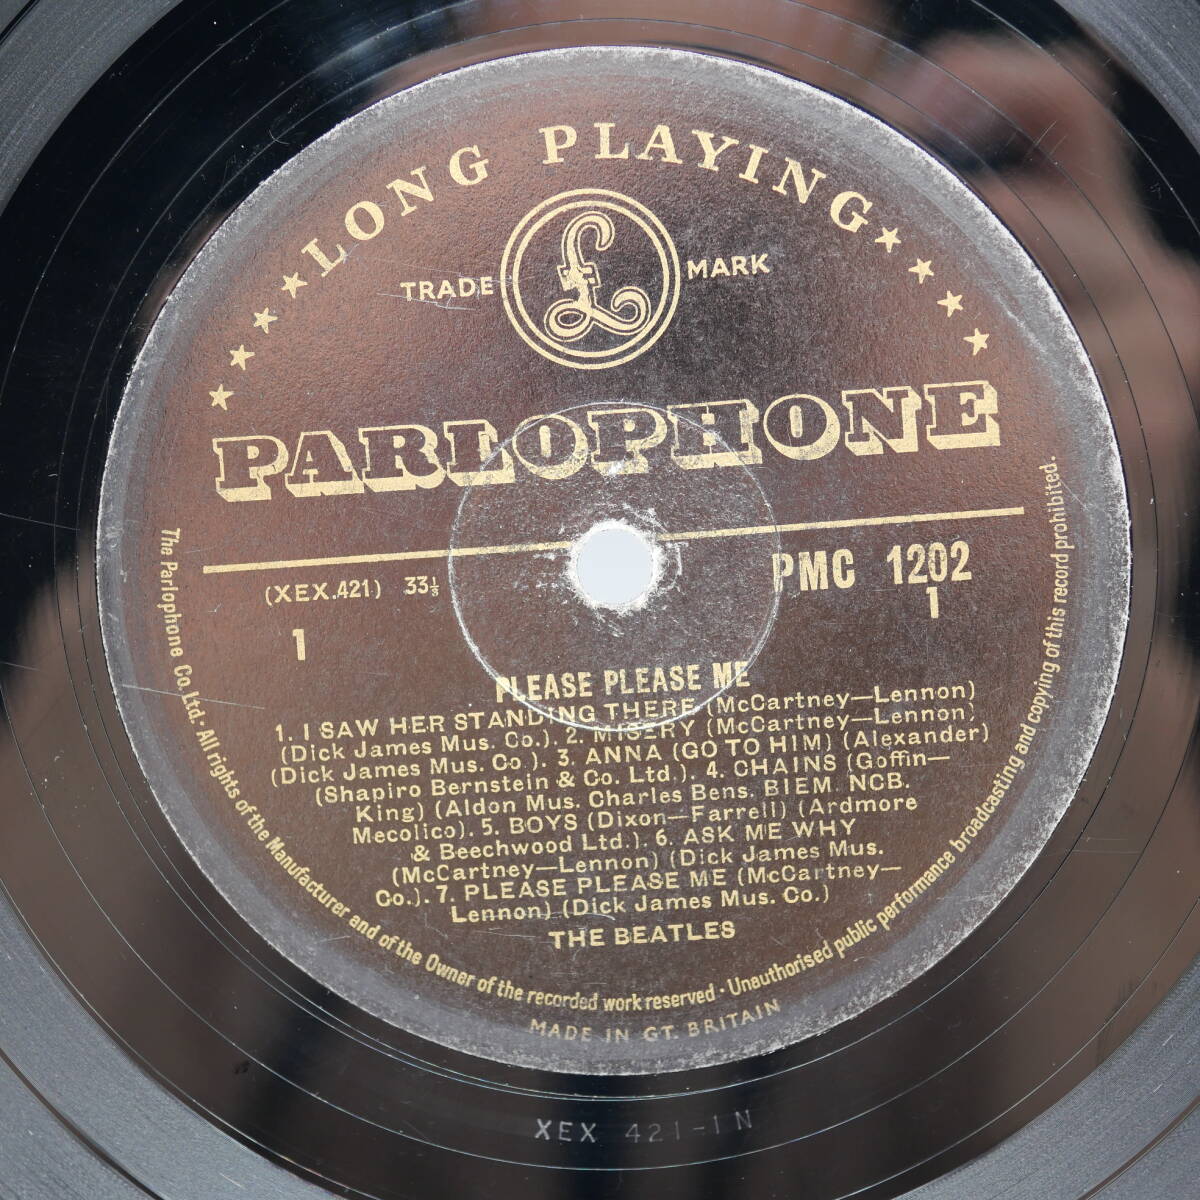 LONG PLAYING
TRADE MARK
£
PARLOPHONE
(XEX.421) 33⅓
PMC 1202
1
1
PLEASE PLEASE ME
1. I SAW HER STANDING THERE (McCartney—Lennon)
(Dick James Mus. Co.). 2. MISERY (McCartney—Lennon)
(Dick James Mus. Co.). 3. ANNA (GO TO HIM) (Alexander)
(Shapiro Bernstein & Co. Ltd.). 4. CHAINS (Goffin—
King) (Aldon Mus. Charles Bens. BIEM. NCB.
Mecolico). 5. BOYS (Dixon—Farrell) (Ardmore
& Beechwood Ltd.). 6. ASK ME WHY
(McCartney—Lennon) (Dick James Mus.
Co.). 7. PLEASE PLEASE ME (McCartney—
Lennon) (Dick James Mus. Co.)
THE BEATLES
The Parlophone Co. Ltd · All rights of the Manufacturer and of the Owner of the recorded work reserved · Unauthorised public performance broadcasting and copying of this record prohibited.
MADE IN GT. BRITAIN
XEX 421-1N